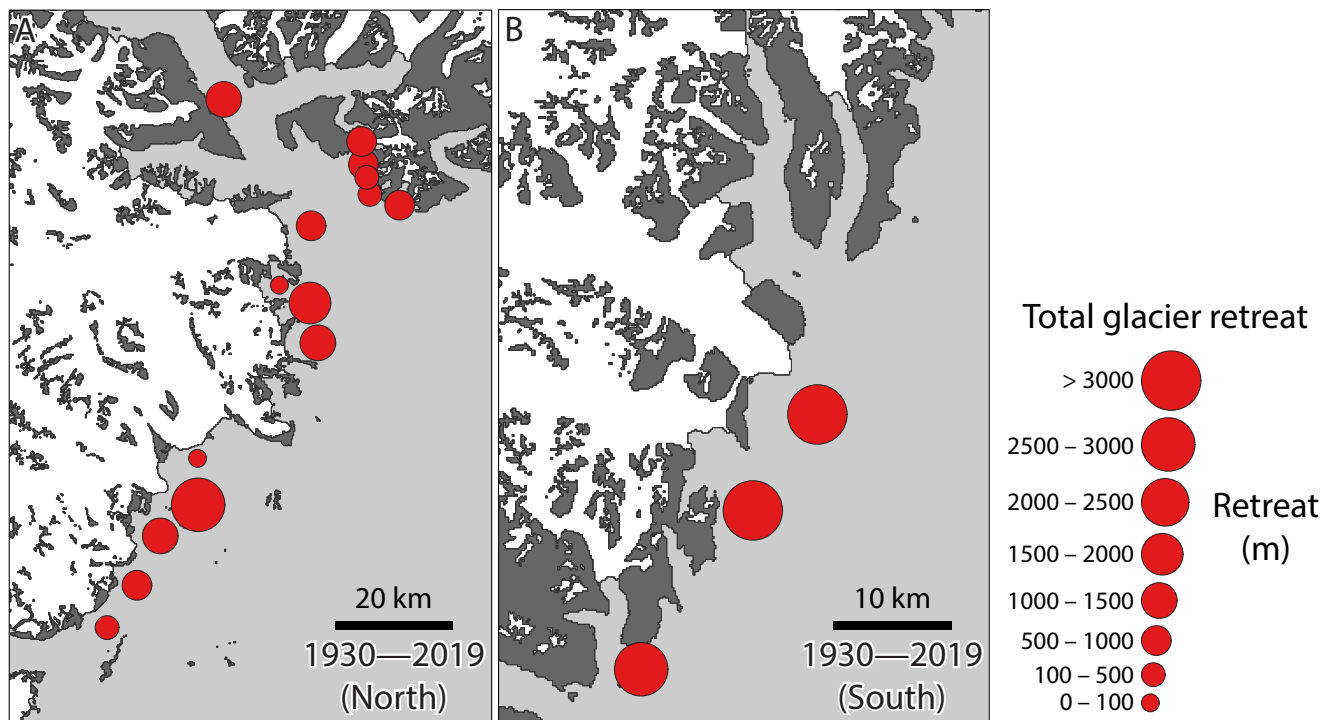 A
20 km
1930—2019
(North)
B
10 km
1930—2019
(South)
Total glacier retreat
> 3000
2500 – 3000
2000 – 2500
1500 – 2000
1000 – 1500
500 – 1000
100 – 500
0 – 100
Retreat
(m)